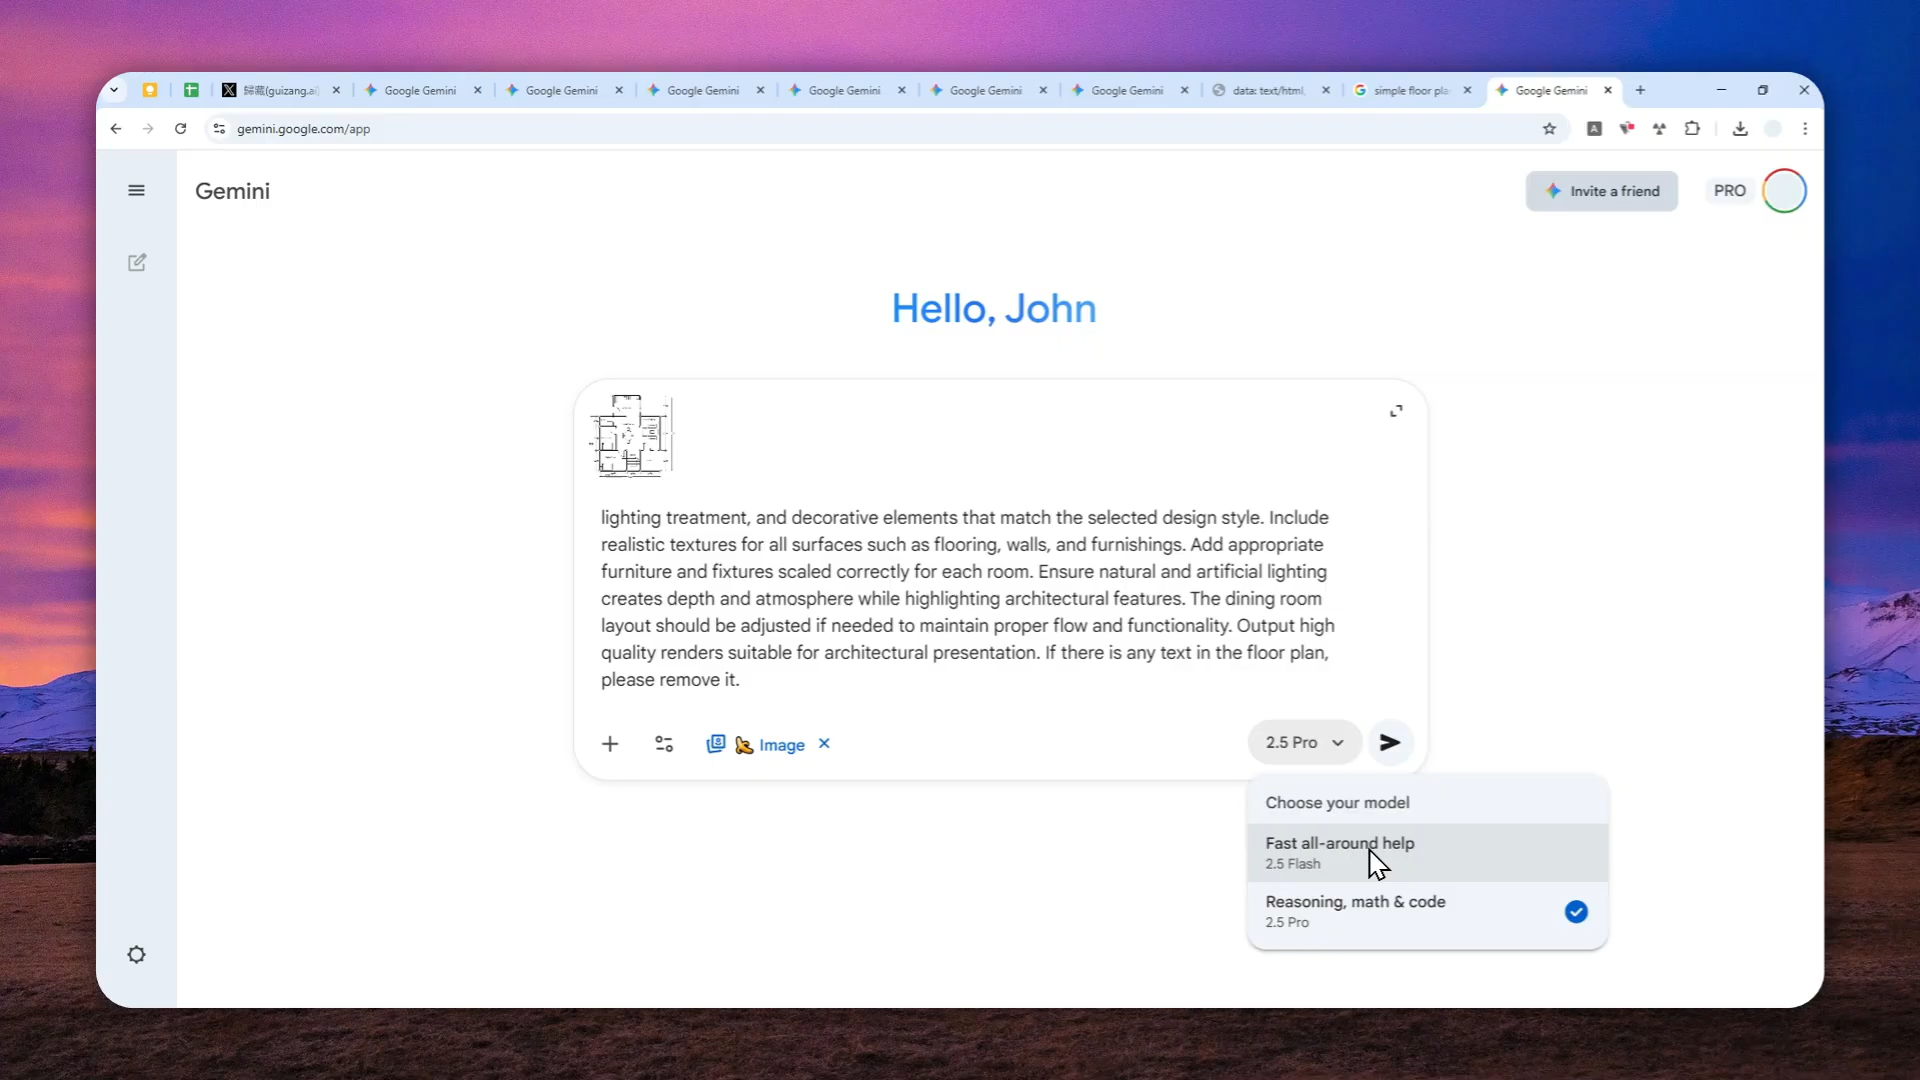 歸藏(guizang.ai)
Google Gemini
Google Gemini
Google Gemini
Google Gemini
Google Gemini
Google Gemini
data: text/html,
simple floor pla
Google Gemini
gemini.google.com/app
A
Gemini
Invite a friend
PRO
Hello, John
lighting treatment, and decorative elements that match the selected design style. Include
realistic textures for all surfaces such as flooring, walls, and furnishings. Add appropriate
furniture and fixtures scaled correctly for each room. Ensure natural and artificial lighting
creates depth and atmosphere while highlighting architectural features. The dining room
layout should be adjusted if needed to maintain proper flow and functionality. Output high
quality renders suitable for architectural presentation. If there is any text in the floor plan,
please remove it.
Image
2.5 Pro
Choose your model
Fast all-around help
2.5 Flash
Reasoning, math & code
2.5 Pro